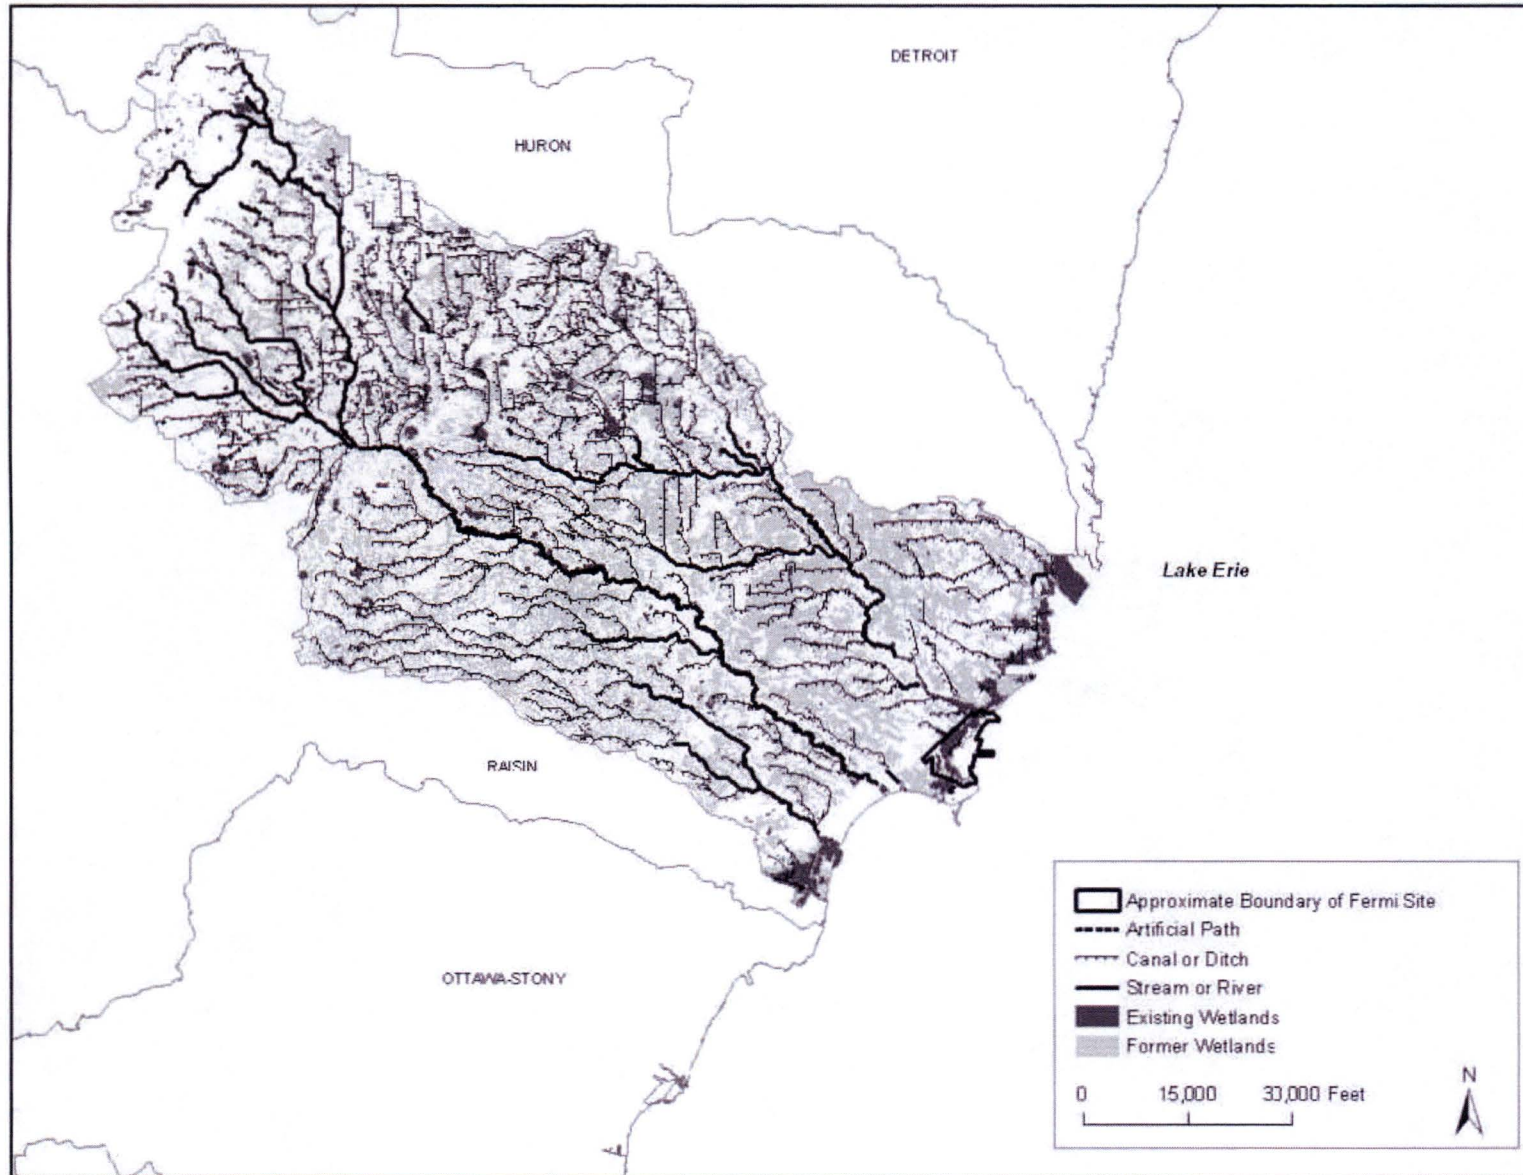 DETROIT
HURON
Lake Erie
RAISIN
OTTAWA-STONY
Approximate Boundary of Fermi Site
Artificial Path
Canal or Ditch
Stream or River
Existing Wetlands
Former Wetlands
0 15,000 30,000 Feet
N